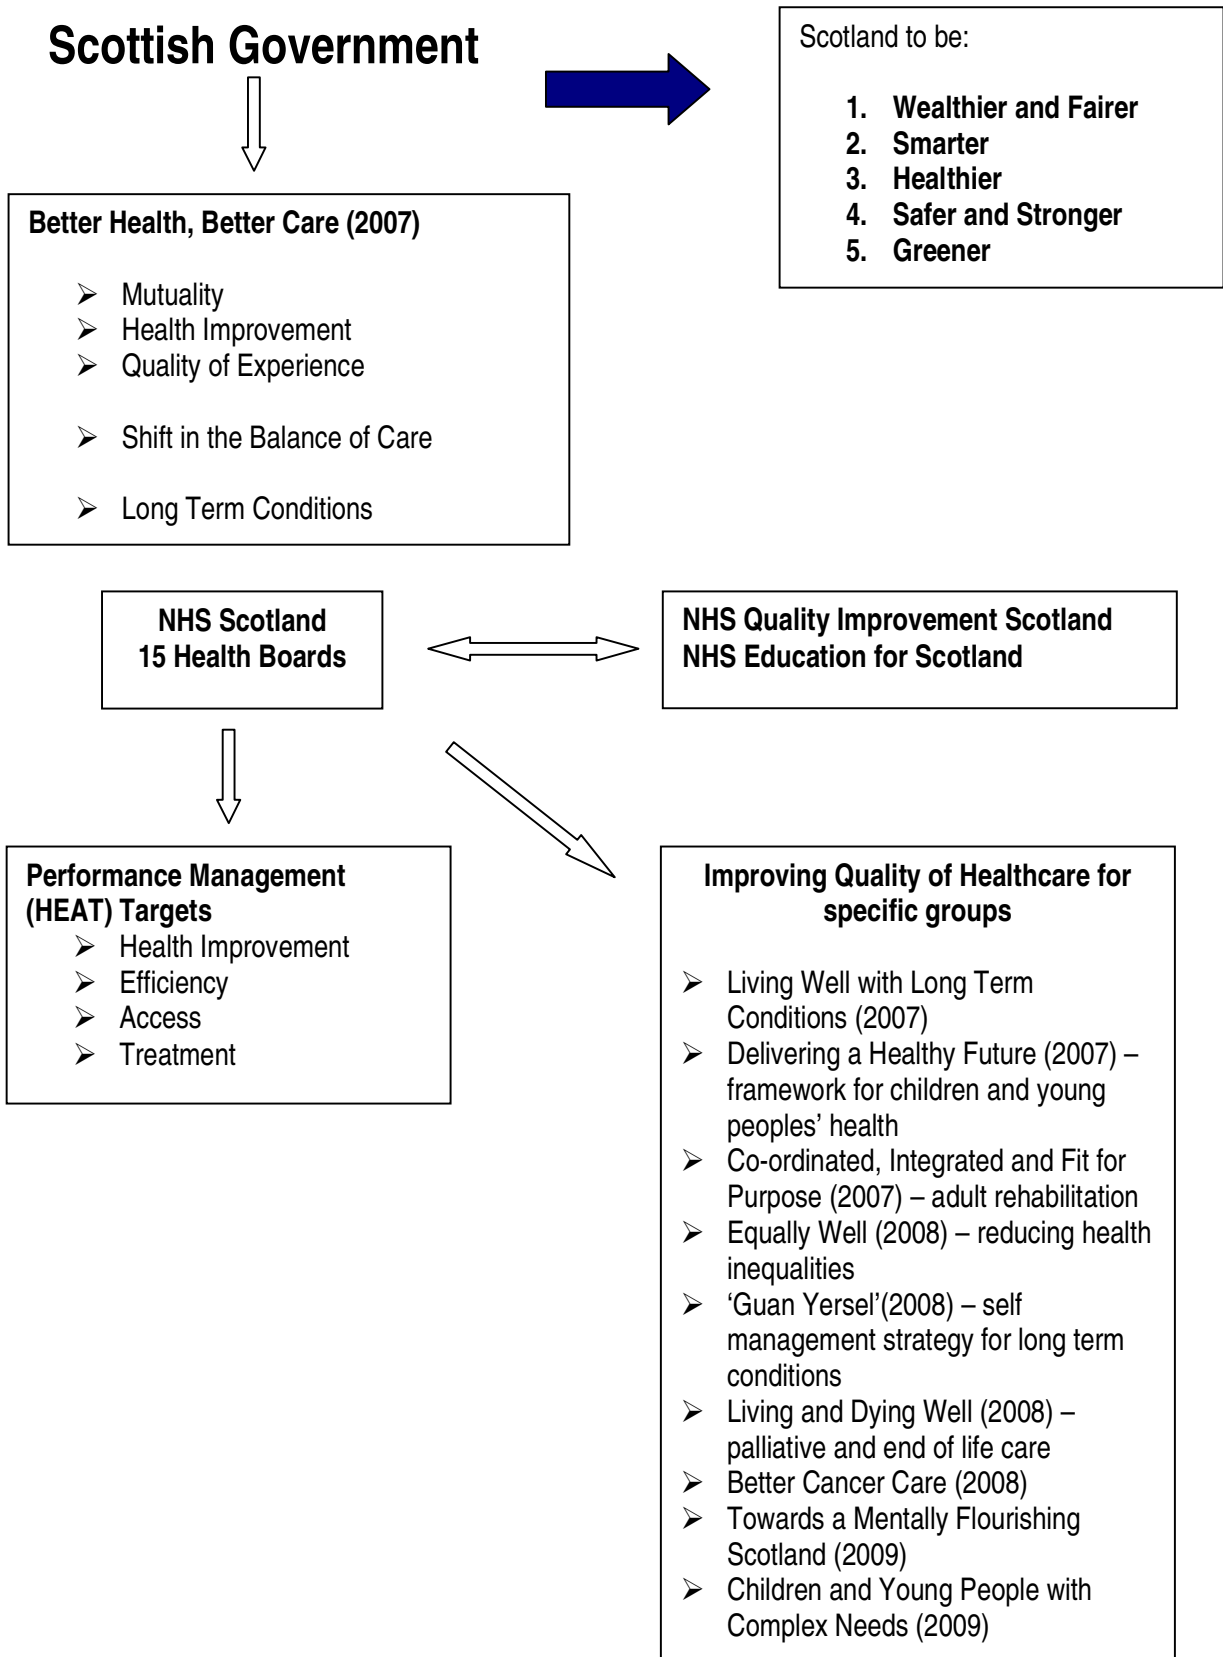 Scottish Government
Scotland to be:
1. Wealthier and Fairer
2. Smarter
3. Healthier
4. Safer and Stronger
5. Greener
Better Health, Better Care (2007)
➢ Mutuality
➢ Health Improvement
➢ Quality of Experience
➢ Shift in the Balance of Care
➢ Long Term Conditions
NHS Scotland
15 Health Boards
NHS Quality Improvement Scotland
NHS Education for Scotland
Performance Management
(HEAT) Targets
➢ Health Improvement
➢ Efficiency
➢ Access
➢ Treatment
Improving Quality of Healthcare for
specific groups
➢ Living Well with Long Term
Conditions (2007)
➢ Delivering a Healthy Future (2007) –
framework for children and young
peoples’ health
➢ Co-ordinated, Integrated and Fit for
Purpose (2007) – adult rehabilitation
➢ Equally Well (2008) – reducing health
inequalities
➢ ‘Guan Yersel’(2008) – self
management strategy for long term
conditions
➢ Living and Dying Well (2008) –
palliative and end of life care
➢ Better Cancer Care (2008)
➢ Towards a Mentally Flourishing
Scotland (2009)
➢ Children and Young People with
Complex Needs (2009)